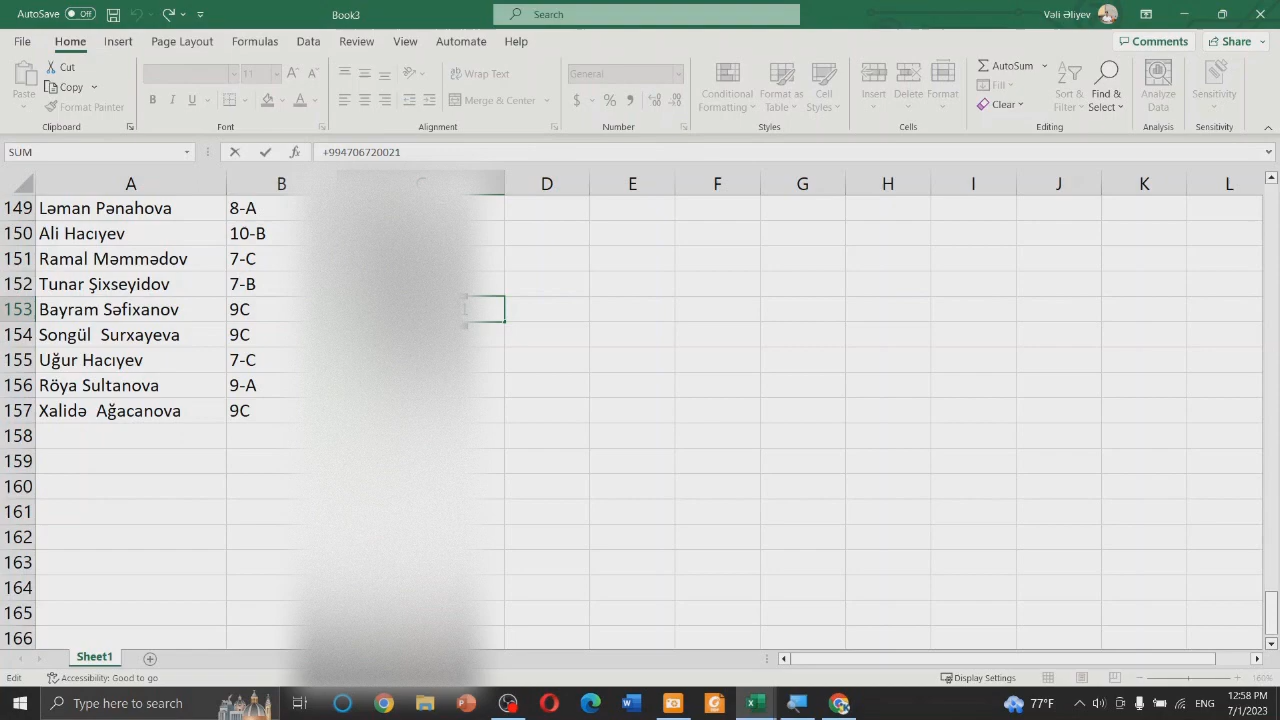 AutoSave Off Book3 Search Vəli Əliyev
File Home Insert Page Layout Formulas Data Review View Automate Help Comments Share
Paste Cut Copy Format Painter
11 Wrap Text Merge & Center
General
Conditional Formatting Format as Table Cell Styles
Insert Delete Format
AutoSum Fill Clear Sort & Filter Find & Select
Analyze Data Sensitivity
Clipboard Font Alignment Number Styles Cells Editing Analysis Sensitivity
SUM fx +994706720021
A B D E F G H I J K L
149 Ləman Pənahova 8-A
150 Ali Hacıyev 10-B
151 Ramal Məmmədov 7-C
152 Tunar Şixseyidov 7-B
153 Bayram Səfixanov 9C
154 Songül  Surxayeva 9C
155 Uğur Hacıyev 7-C
156 Röya Sultanova 9-A
157 Xalidə  Ağacanova 9C
158
159
160
161
162
163
164
165
166
Sheet1
Edit Accessibility: Good to go Display Settings 160%
Type here to search 77°F ENG 12:58 PM
7/1/2023